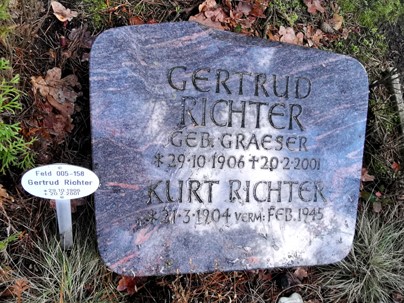 GERTRUD
RICHTER
GEB. GRAESER
*29·10·1906 †20·2·2001
KURT RICHTER
*21·3·1904 VERM: FEB. 1945
Feld 005-158
Gertrud Richter